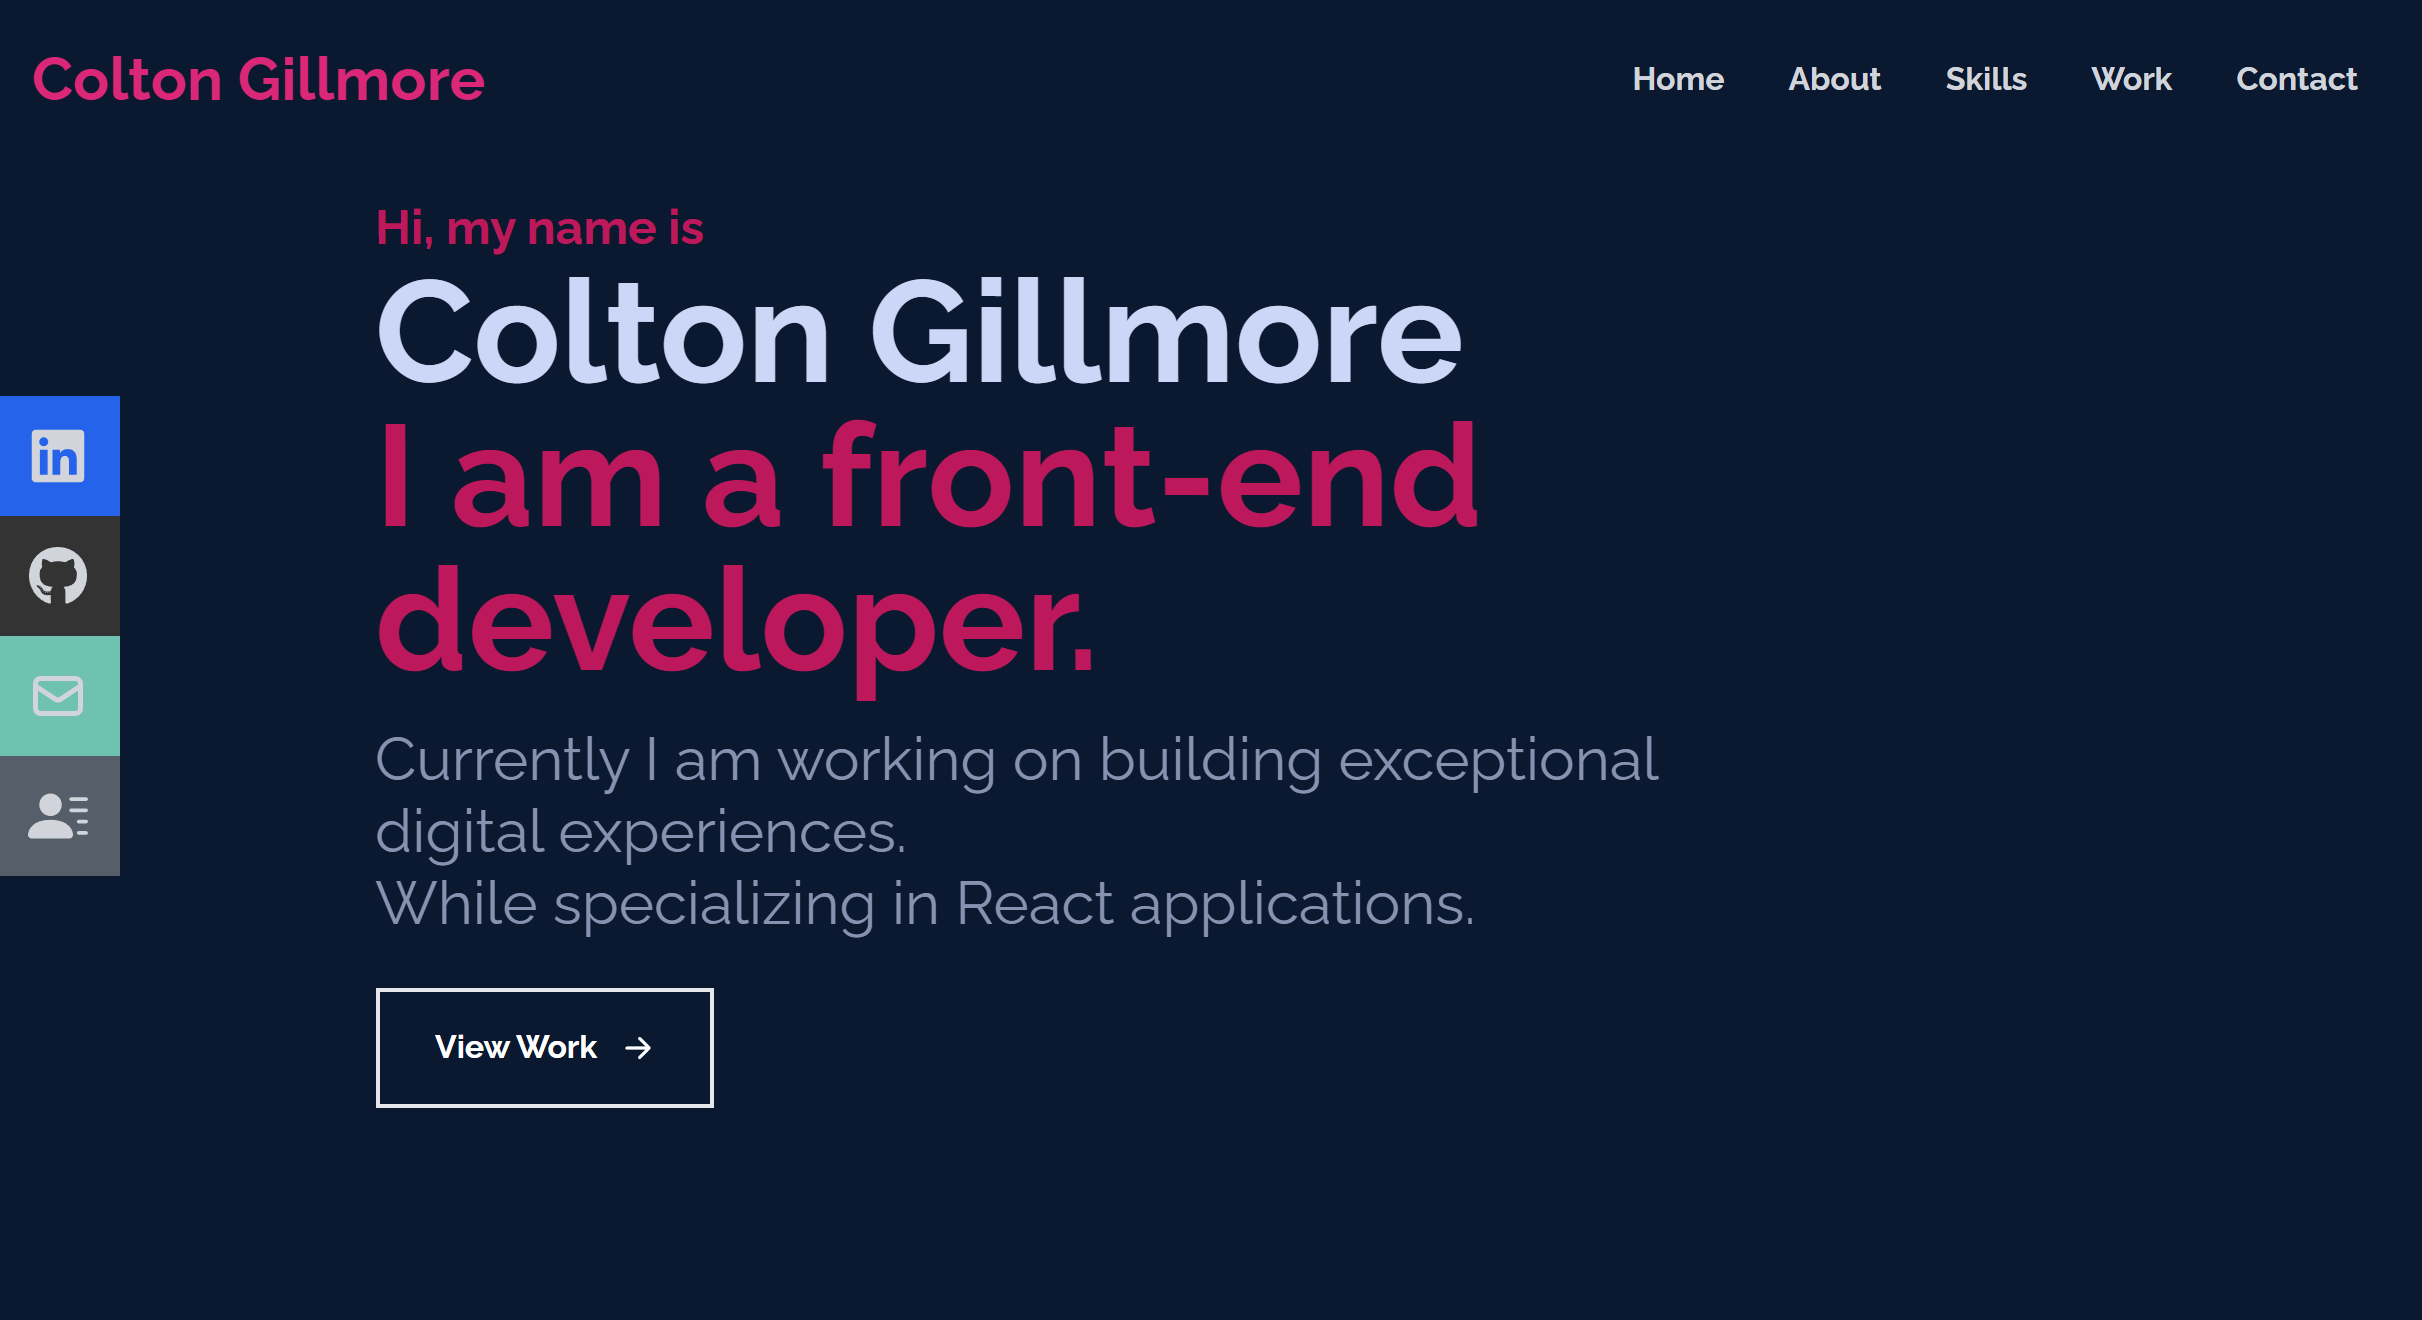 Colton Gillmore
Home About Skills Work Contact
Hi, my name is
Colton Gillmore
I am a front-end
developer.
in
Currently I am working on building exceptional
digital experiences.
While specializing in React applications.
View Work